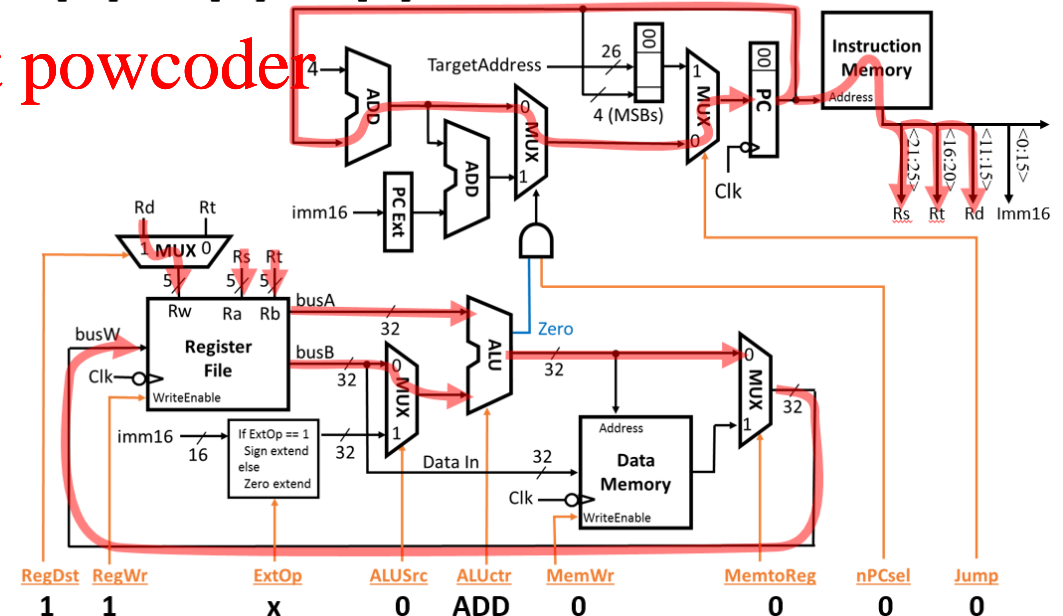 t powcoder
4
ADD
TargetAddress
26
00
4 (MSBs)
1
MUX
0
00
PC
Clk
Instruction
Memory
Address
<21:25>
<16:20>
<11:15>
<0:15>
Rs
Rt
Rd
Imm16
0
MUX
1
ADD
imm16
PC Ext
Rd
Rt
1 MUX 0
Rs
Rt
5
5
5
Rw
Ra
Rb
busW
Register
File
Clk
WriteEnable
busA
32
busB
32
0
MUX
1
imm16
16
If ExtOp == 1
Sign extend
else
Zero extend
32
ALU
Zero
32
Data In
32
Address
Data
Memory
Clk
WriteEnable
0
MUX
1
32
RegDst RegWr ExtOp ALUSrc ALUctr MemWr MemtoReg nPCsel Jump
1 1 x 0 ADD 0 0 0 0